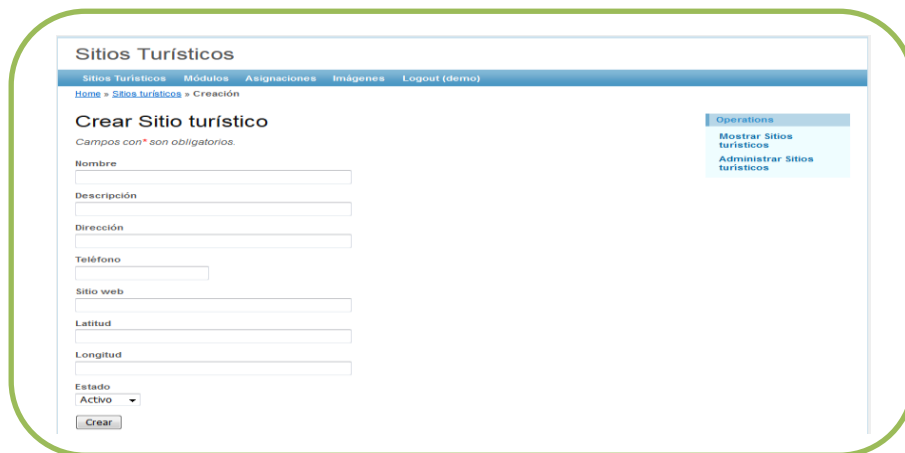 Sitios Turísticos
Sitios Turisticos Módulos Asignaciones Imágenes Logout (demo)
Home » Sitios turísticos » Creación
Crear Sitio turístico
Campos con* son obligatorios.
Nombre
Descripción
Dirección
Teléfono
Sitio web
Latitud
Longitud
Estado
Activo
Crear
Operations
Mostrar Sitios
turísticos
Administrar Sitios
turísticos